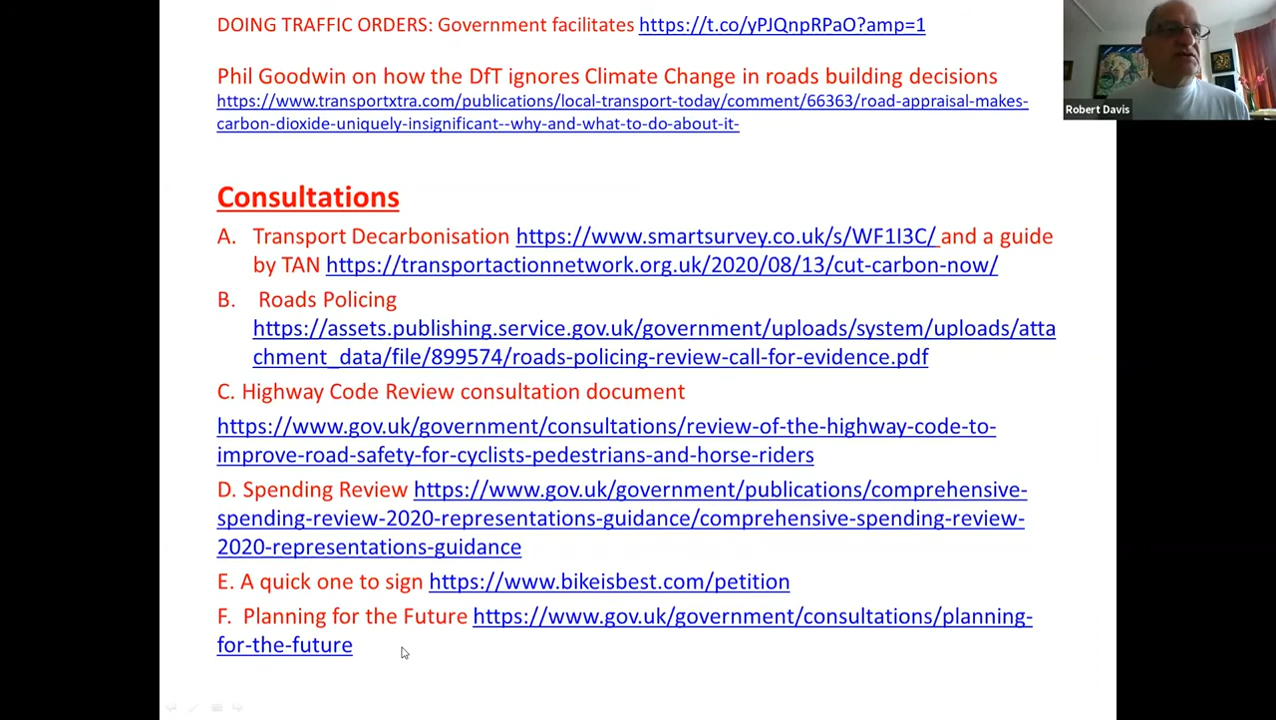 DOING TRAFFIC ORDERS: Government facilitates https://t.co/yPJQnpRPaO?amp=1
Phil Goodwin on how the DfT ignores Climate Change in roads building decisions
https://www.transportxtra.com/publications/local-transport-today/comment/66363/road-appraisal-makes-
carbon-dioxide-uniquely-insignificant--why-and-what-to-do-about-it-
Robert Davis
Consultations
A. Transport Decarbonisation https://www.smartsurvey.co.uk/s/WF1I3C/ and a guide
by TAN https://transportactionnetwork.org.uk/2020/08/13/cut-carbon-now/
B. Roads Policing
https://assets.publishing.service.gov.uk/government/uploads/system/uploads/atta
chment_data/file/899574/roads-policing-review-call-for-evidence.pdf
C. Highway Code Review consultation document
https://www.gov.uk/government/consultations/review-of-the-highway-code-to-
improve-road-safety-for-cyclists-pedestrians-and-horse-riders
D. Spending Review https://www.gov.uk/government/publications/comprehensive-
spending-review-2020-representations-guidance/comprehensive-spending-review-
2020-representations-guidance
E. A quick one to sign https://www.bikeisbest.com/petition
F. Planning for the Future https://www.gov.uk/government/consultations/planning-
for-the-future